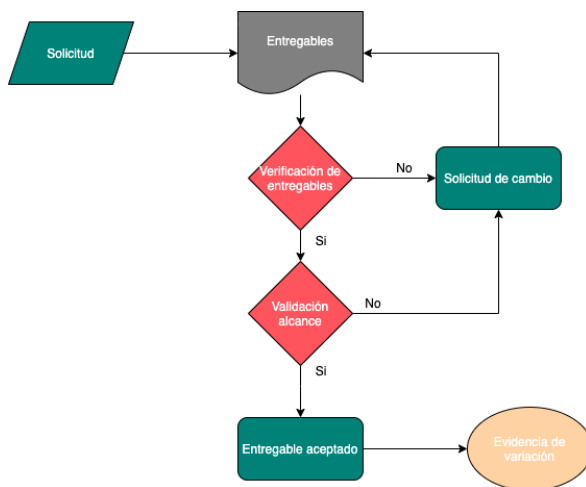 Solicitud
Entregables
Verificación de
entregables
No
Solicitud de cambio
Si
Validación
alcance
No
Si
Entregable aceptado
Evidencia de
variación